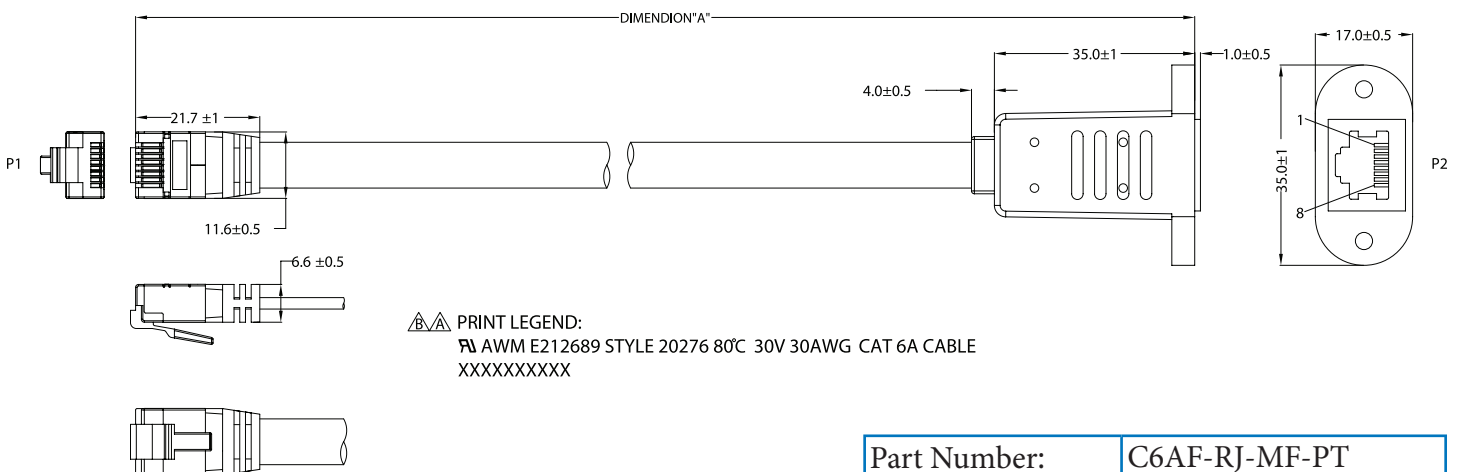 DIMENDION"A"
17.0±0.5
35.0±1
1.0±0.5
4.0±0.5
21.7 ±1
1
P1
35.0±1
P2
8
11.6±0.5
6.6 ±0.5
B A PRINT LEGEND:
AWM E212689 STYLE 20276 80℃ 30V 30AWG CAT 6A CABLE
XXXXXXXXXX
Part Number: C6AF-RJ-MF-PT